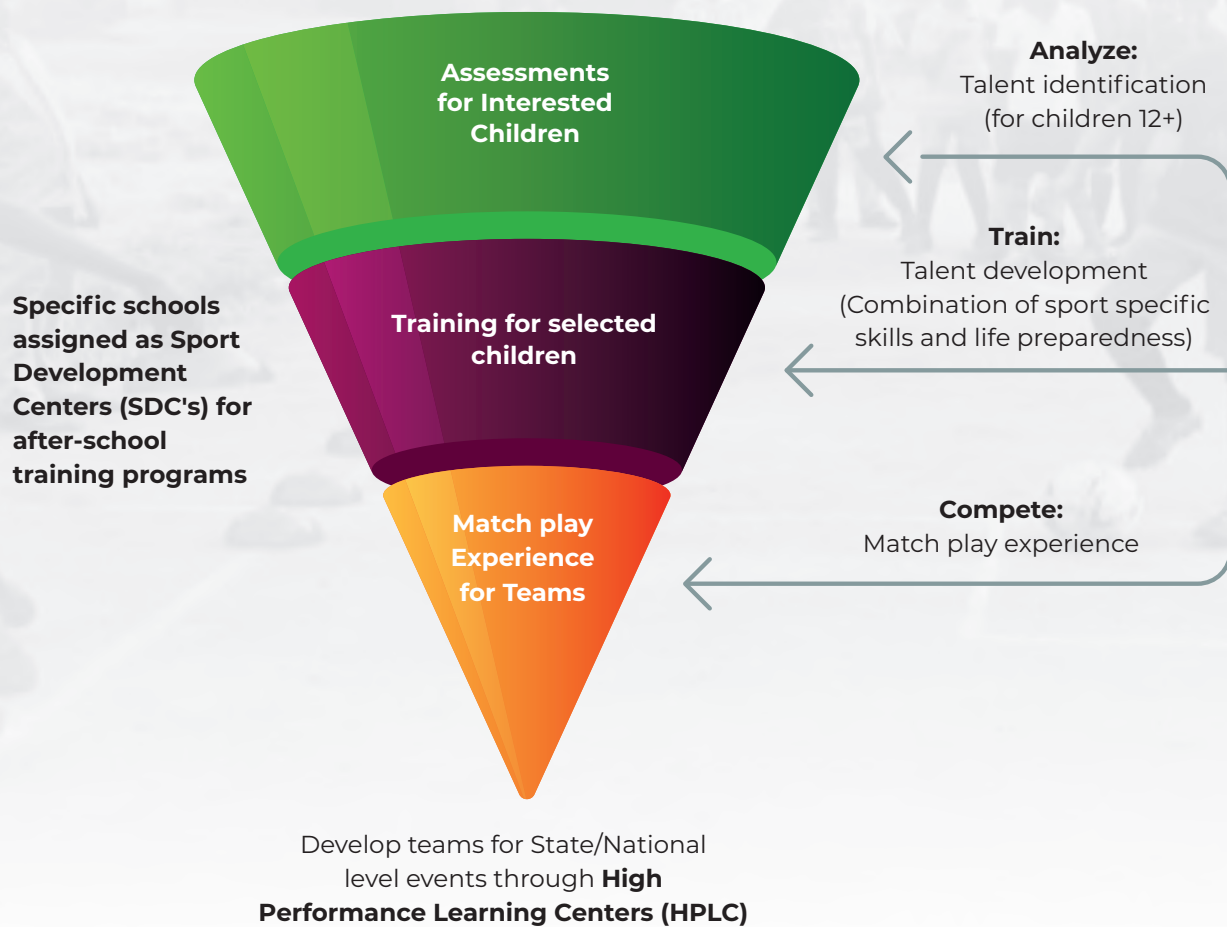 Assessments
for Interested
Children
Analyze:
Talent identification
(for children 12+)
Specific schools
assigned as Sport
Development
Centers (SDC's) for
after-school
training programs
Training for selected
children
Train:
Talent development
(Combination of sport specific
skills and life preparedness)
Match play
Experience
for Teams
Compete:
Match play experience
Develop teams for State/National
level events through High
Performance Learning Centers (HPLC)